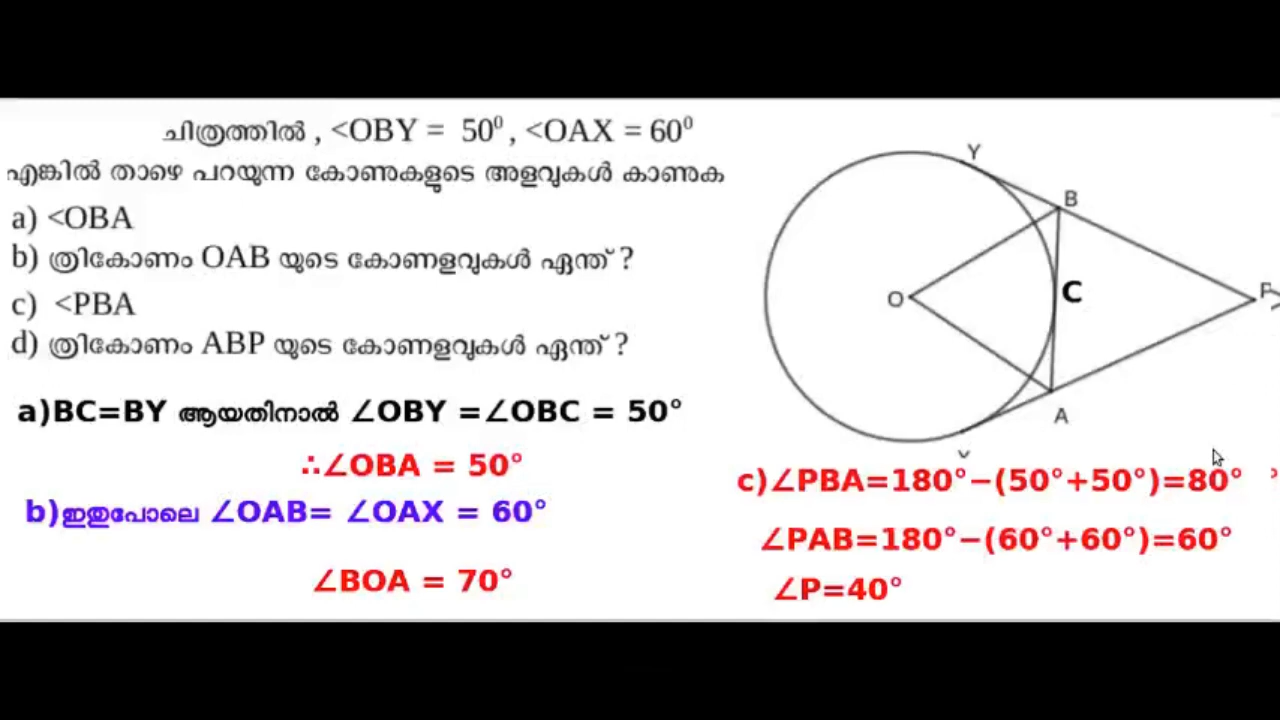 ചിത്രത്തിൽ , <OBY = 50⁰ , <OAX = 60⁰
എങ്കിൽ താഴെ പറയുന്ന കോണുകളുടെ അളവുകൾ കാണുക
a) <OBA
b) ത്രികോണം OAB യുടെ കോണളവുകൾ ഏന്ത് ?
c) <PBA
d) ത്രികോണം ABP യുടെ കോണളവുകൾ ഏന്ത് ?
a)BC=BY ആയതിനാൽ ∠OBY =∠OBC = 50°
∴∠OBA = 50°
b)ഇതുപോലെ ∠OAB= ∠OAX = 60°
∠BOA = 70°
Y
B
O
C
A
c)∠PBA=180°−(50°+50°)=80°
∠PAB=180°−(60°+60°)=60°
∠P=40°